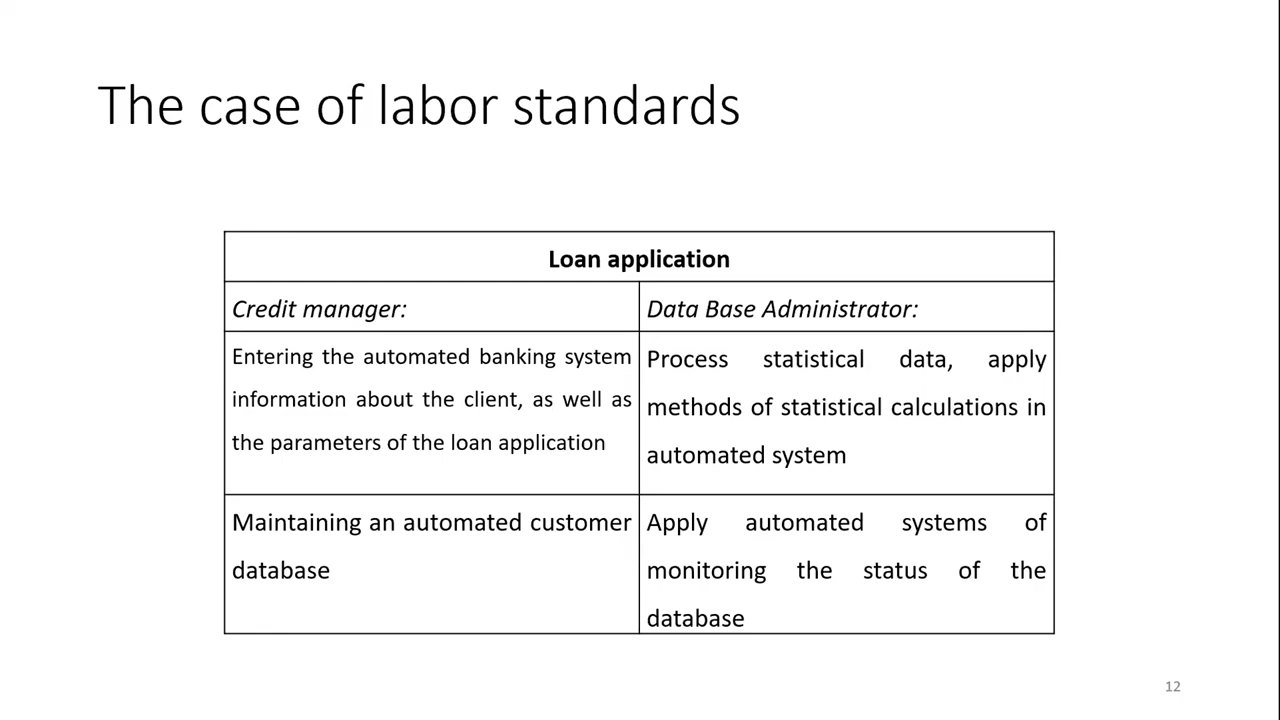 The case of labor standards
Loan application
Credit manager:
Data Base Administrator:
Entering the automated banking system
information about the client, as well as
the parameters of the loan application
Process statistical data, apply
methods of statistical calculations in
automated system
Maintaining an automated customer
database
Apply automated systems of
monitoring the status of the
database
12